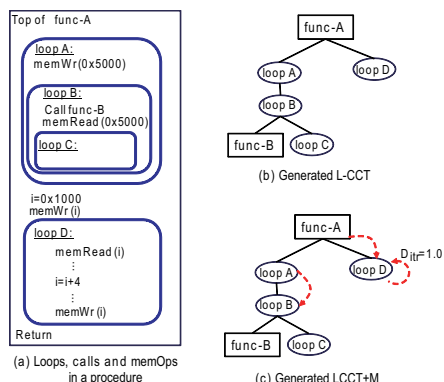 Top of func-A
loop A:
memWr(0x5000)
loop B:
Call func-B
memRead(0x5000)
loop C:
i=0x1000
memWr(i)
loop D:
memRead(i)
⋮
i=i+4
⋮
memWr(i)
Return
(a) Loops, calls and memOps
in a procedure
func-A
loop A
loop D
loop B
func-B
loop C
(b) Generated L-CCT
func-A
Ditr=1.0
loop A
loop D
loop B
func-B
loop C
(c) Generated LCCT+M